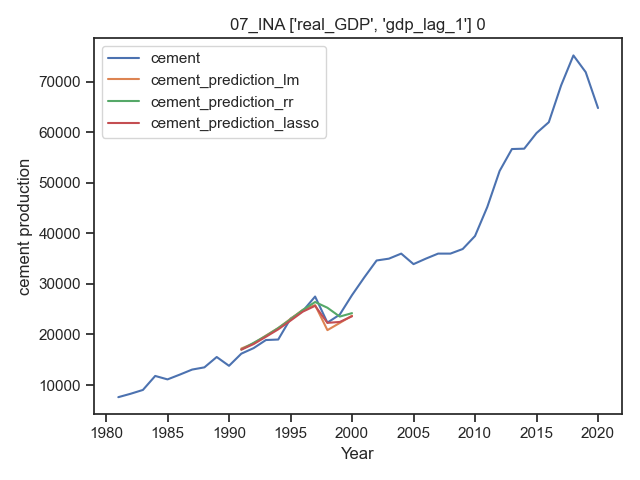 07_INA ['real_GDP', 'gdp_lag_1'] 0
cement
cement_prediction_lm
cement_prediction_rr
cement_prediction_lasso
cement production
70000
60000
50000
40000
30000
20000
10000
1980
1985
1990
1995
2000
2005
2010
2015
2020
Year